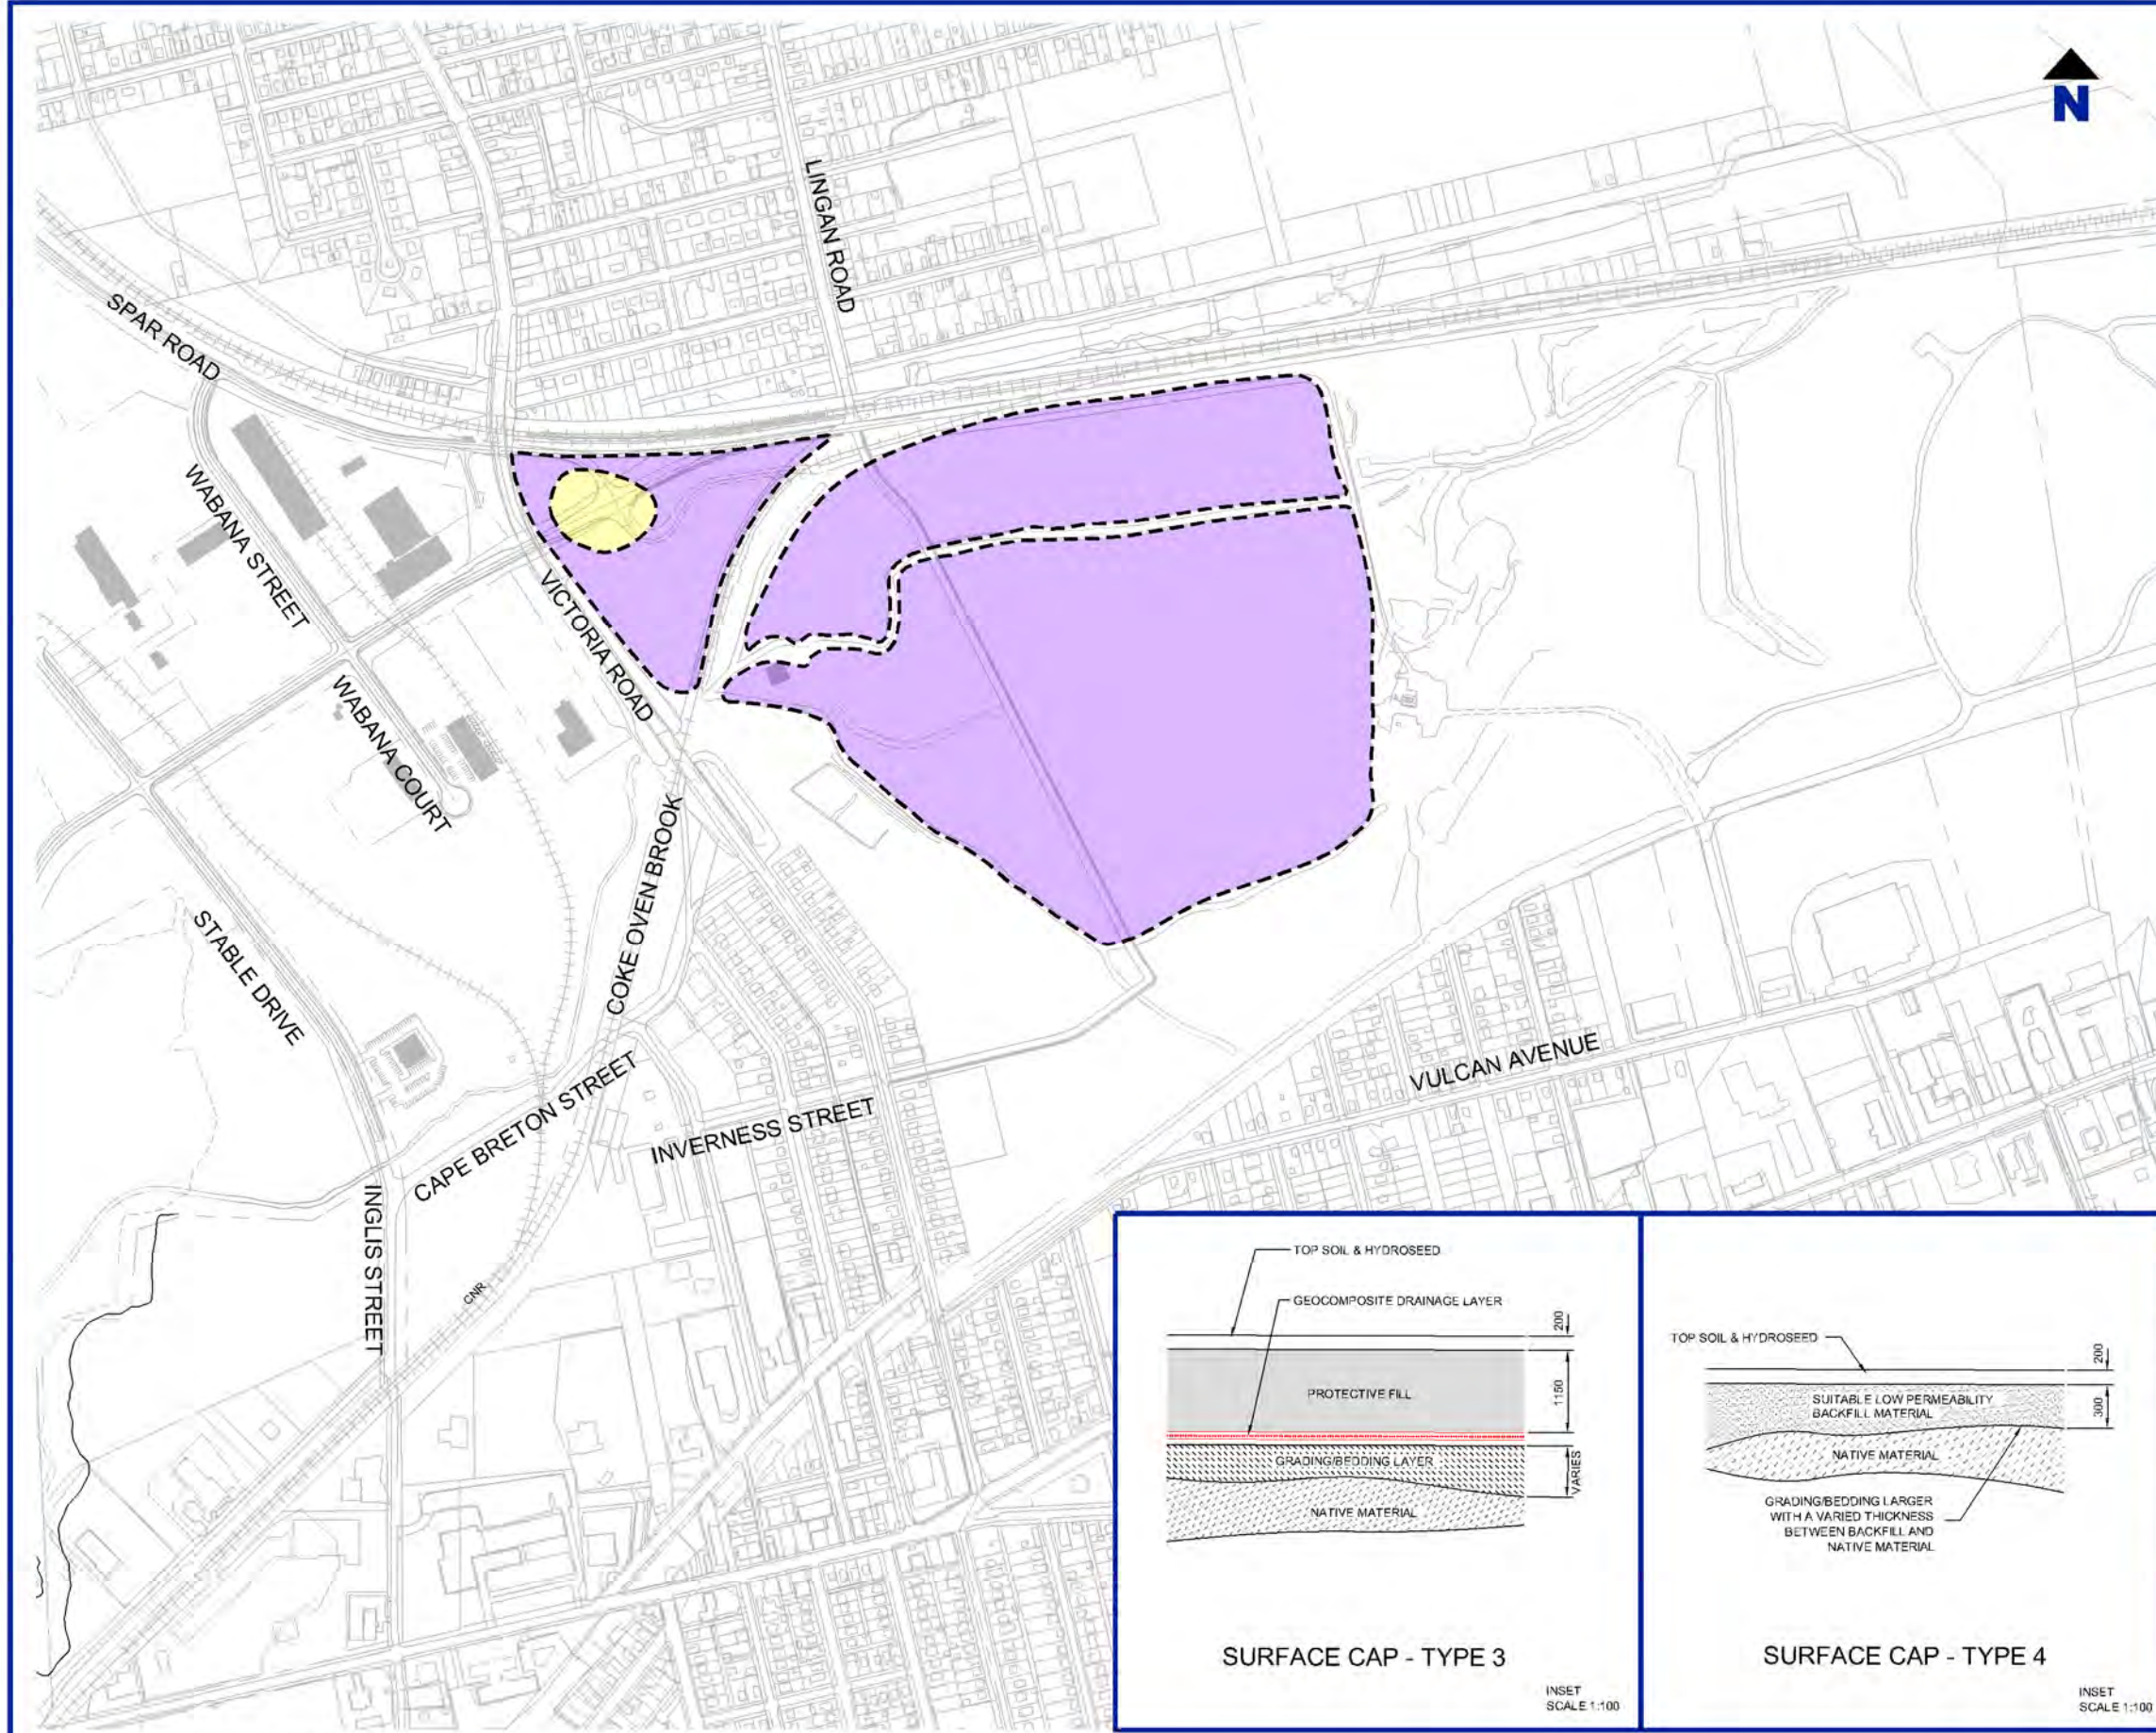 N
LINGAN ROAD
SPAR ROAD
WABANA STREET
VICTORIA ROAD
WABANA COURT
COKE OVEN BROOK
STABLE DRIVE
CAPE BRETON STREET
INVERNESS STREET
VULCAN AVENUE
INGLIS STREET
CNR
TOP SOIL & HYDROSEED
GEOCOMPOSITE DRAINAGE LAYER
200
PROTECTIVE FILL
1150
GRADING/BEDDING LAYER
VARIES
NATIVE MATERIAL
SURFACE CAP - TYPE 3
INSET
SCALE 1:100
TOP SOIL & HYDROSEED
200
SUITABLE LOW PERMEABILITY
BACKFILL MATERIAL
300
NATIVE MATERIAL
GRADING/BEDDING LARGER
WITH A VARIED THICKNESS
BETWEEN BACKFILL AND
NATIVE MATERIAL
SURFACE CAP - TYPE 4
INSET
SCALE 1:100